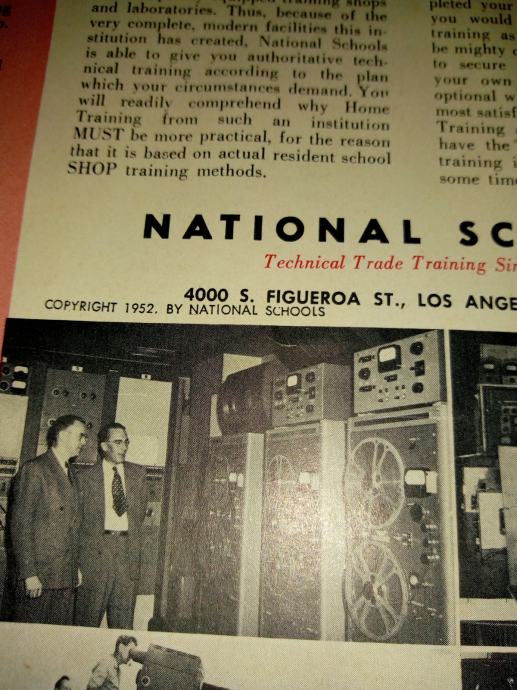 equipped training shops
and laboratories. Thus, because of the
very complete, modern facilities this in-
stitution has created, National Schools
is able to give you authoritative tech-
nical training according to the plan
which your circumstances demand. You
will readily comprehend why Home
Training from such an institution
MUST be more practical, for the reason
that it is based on actual resident school
SHOP training methods.
pleted your
you would
training as
be mighty
to secure
your own
optional
most satisf
Training
have the
training
some time
NATIONAL SC
Technical Trade Training Sin
4000 S. FIGUEROA ST., LOS ANGE
COPYRIGHT 1952, BY NATIONAL SCHOOLS